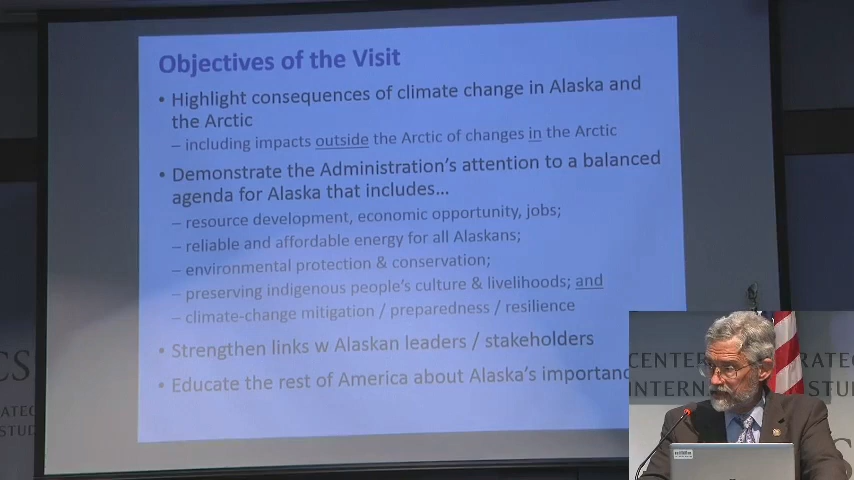 Objectives of the Visit
• Highlight consequences of climate change in Alaska and
the Arctic
– including impacts outside the Arctic of changes in the Arctic
• Demonstrate the Administration's attention to a balanced
agenda for Alaska that includes...
– resource development, economic opportunity, jobs;
– reliable and affordable energy for all Alaskans;
– environmental protection & conservation;
– preserving indigenous people's culture & livelihoods; and
– climate-change mitigation / preparedness / resilience
• Strengthen links w Alaskan leaders / stakeholders
• Educate the rest of America about Alaska's importanc
CS
RATEG
STUD
CENTER
RATE
INTERN
STUD